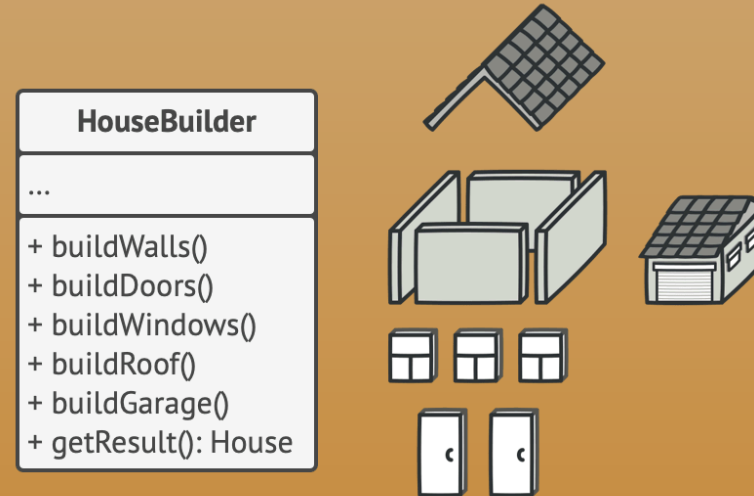 HouseBuilder
...
+ buildWalls()
+ buildDoors()
+ buildWindows()
+ buildRoof()
+ buildGarage()
+ getResult(): House